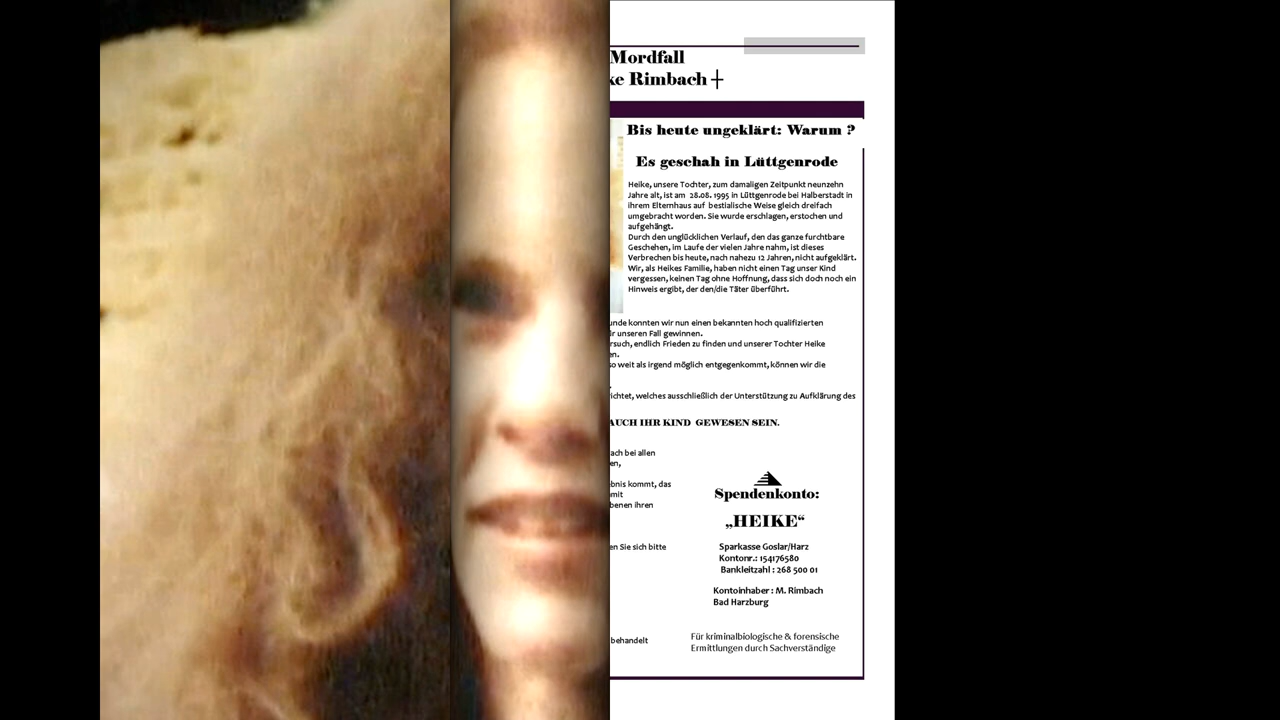 Mordfall
ke Rimbach
Bis heute ungeklärt: Warum ?
Es geschah in Lüttgenrode
Heike, unsere Tochter, zum damaligen Zeitpunkt neunzehn
Jahre alt, ist am 28.08. 1995 in Lüttgenrode bei Halberstadt in
ihrem Elternhaus auf bestialische Weise gleich dreifach
umgebracht worden. Sie wurde erschlagen, erstochen und
aufgehängt.
Durch den unglücklichen Verlauf, den das ganze furchtbare
Geschehen, im Laufe der vielen Jahre nahm, ist dieses
Verbrechen bis heute, nach nahezu 12 Jahren, nicht aufgeklärt.
Wir, als Heikes Familie, haben nicht einen Tag unser Kind
vergessen, keinen Tag ohne Hoffnung, dass sich doch noch ein
Hinweis ergibt, der den/die Täter überführt.
unde konnten wir nun einen bekannten hoch qualifizierten
ir unseren Fall gewinnen.
rsuch, endlich Frieden zu finden und unserer Tochter Heike
en.
so weit als irgend möglich entgegenkommt, können wir die
.
ichtet, welches ausschließlich der Unterstützung zu Aufklärung des
AUCH IHR KIND GEWESEN SEIN.
ach bei allen
en,
ebnis kommt, das
mit
benen ihren
en Sie sich bitte
behandelt
Spendenkonto:
„HEIKE“
Sparkasse Goslar/Harz
Kontonr.: 154176580
Bankleitzahl : 268 500 01
Kontoinhaber : M. Rimbach
Bad Harzburg
Für kriminalbiologische & forensische
Ermittlungen durch Sachverständige